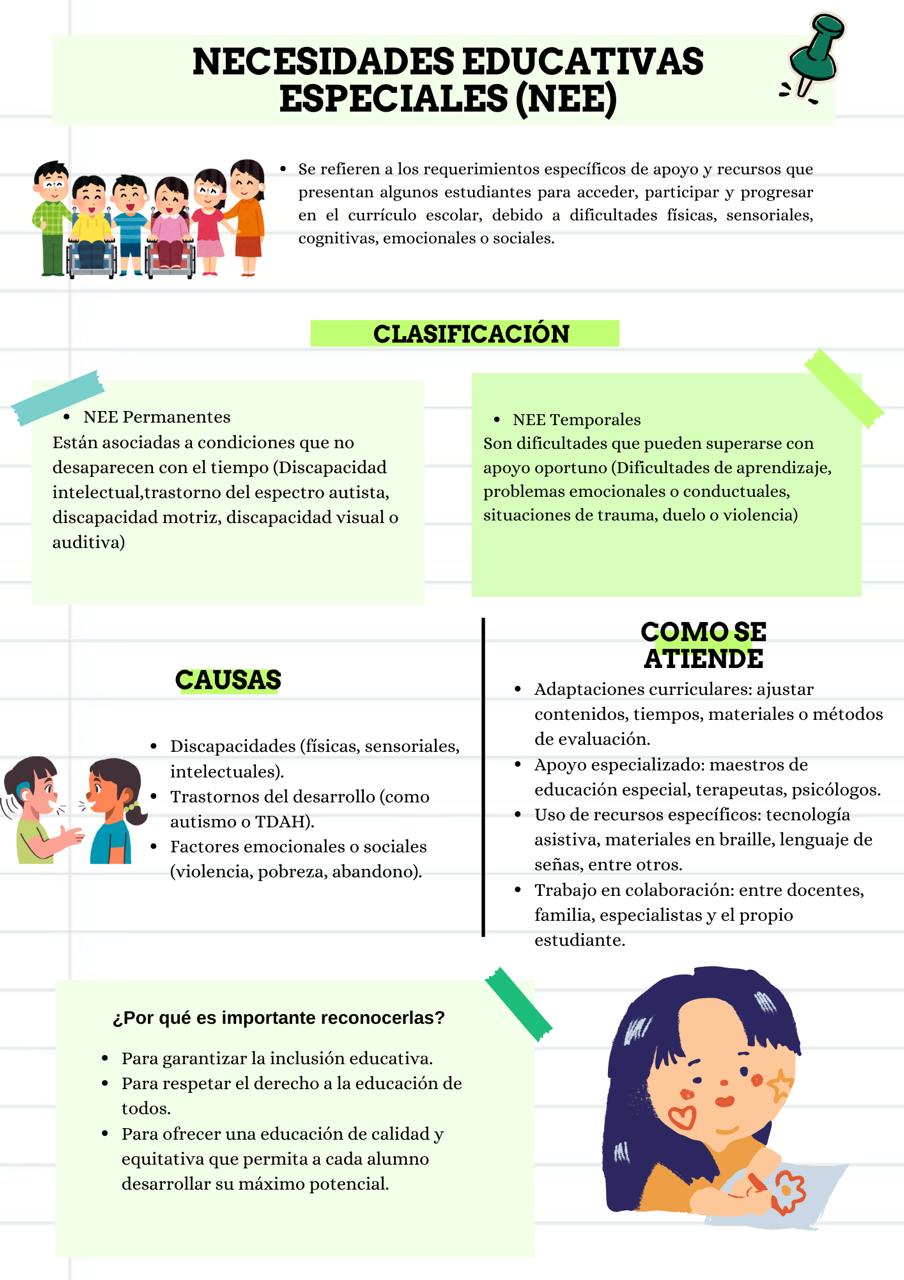 NECESIDADES EDUCATIVAS
ESPECIALES (NEE)
• Se refieren a los requerimientos específicos de apoyo y recursos que
presentan algunos estudiantes para acceder, participar y progresar
en el currículo escolar, debido a dificultades físicas, sensoriales,
cognitivas, emocionales o sociales.
CLASIFICACIÓN
• NEE Permanentes
Están asociadas a condiciones que no
desaparecen con el tiempo (Discapacidad
intelectual,trastorno del espectro autista,
discapacidad motriz, discapacidad visual o
auditiva)
• NEE Temporales
Son dificultades que pueden superarse con
apoyo oportuno (Dificultades de aprendizaje,
problemas emocionales o conductuales,
situaciones de trauma, duelo o violencia)
CAUSAS
• Discapacidades (físicas, sensoriales,
intelectuales).
• Trastornos del desarrollo (como
autismo o TDAH).
• Factores emocionales o sociales
(violencia, pobreza, abandono).
COMO SE
ATIENDE
• Adaptaciones curriculares: ajustar
contenidos, tiempos, materiales o métodos
de evaluación.
• Apoyo especializado: maestros de
educación especial, terapeutas, psicólogos.
• Uso de recursos específicos: tecnología
asistiva, materiales en braille, lenguaje de
señas, entre otros.
• Trabajo en colaboración: entre docentes,
familia, especialistas y el propio
estudiante.
¿Por qué es importante reconocerlas?
• Para garantizar la inclusión educativa.
• Para respetar el derecho a la educación de
todos.
• Para ofrecer una educación de calidad y
equitativa que permita a cada alumno
desarrollar su máximo potencial.